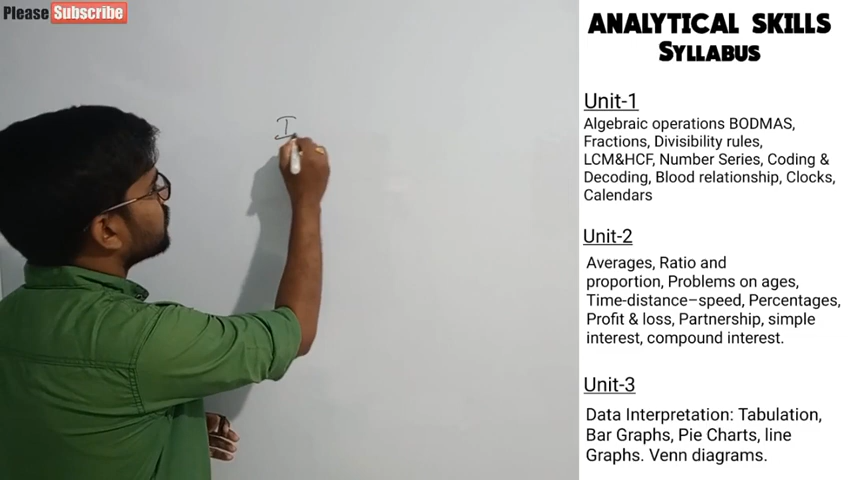 Please Subscribe
I
ANALYTICAL SKILLS
SYLLABUS
Unit-1
Algebraic operations BODMAS,
Fractions, Divisibility rules,
LCM&HCF, Number Series, Coding &
Decoding, Blood relationship, Clocks,
Calendars
Unit-2
Averages, Ratio and
proportion, Problems on ages,
Time-distance–speed, Percentages,
Profit & loss, Partnership, simple
interest, compound interest.
Unit-3
Data Interpretation: Tabulation,
Bar Graphs, Pie Charts, line
Graphs. Venn diagrams.